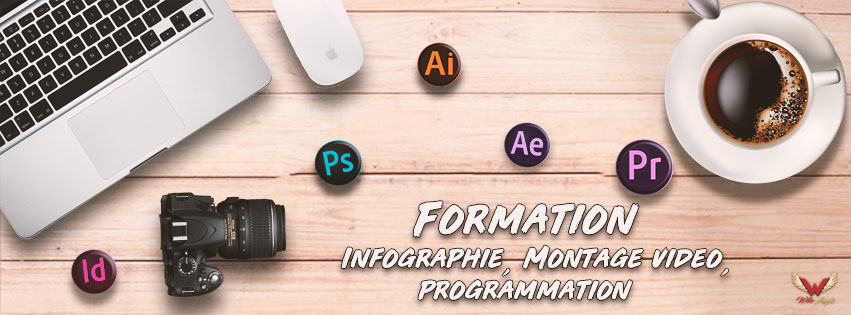 Ai
Ps
Ae
Pr
Id
Formation
Infographie, Montage video,
programmation
W